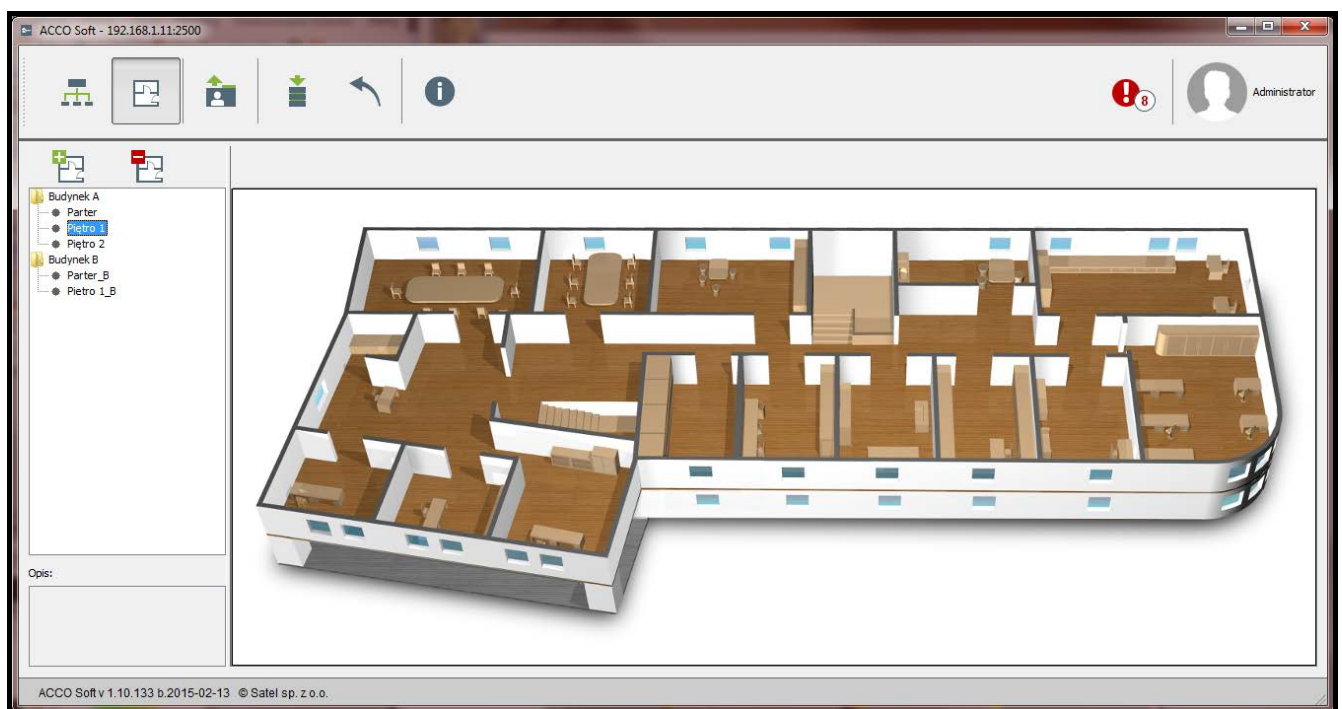 ACCO Soft - 192.168.1.11:2500
8
Administrator
Budynek A
Parter
Piętro 1
Piętro 2
Budynek B
Parter_B
Pietro 1_B
Opis:
ACCO Soft v 1.10.133 b.2015-02-13 © Satel sp. z o.o.